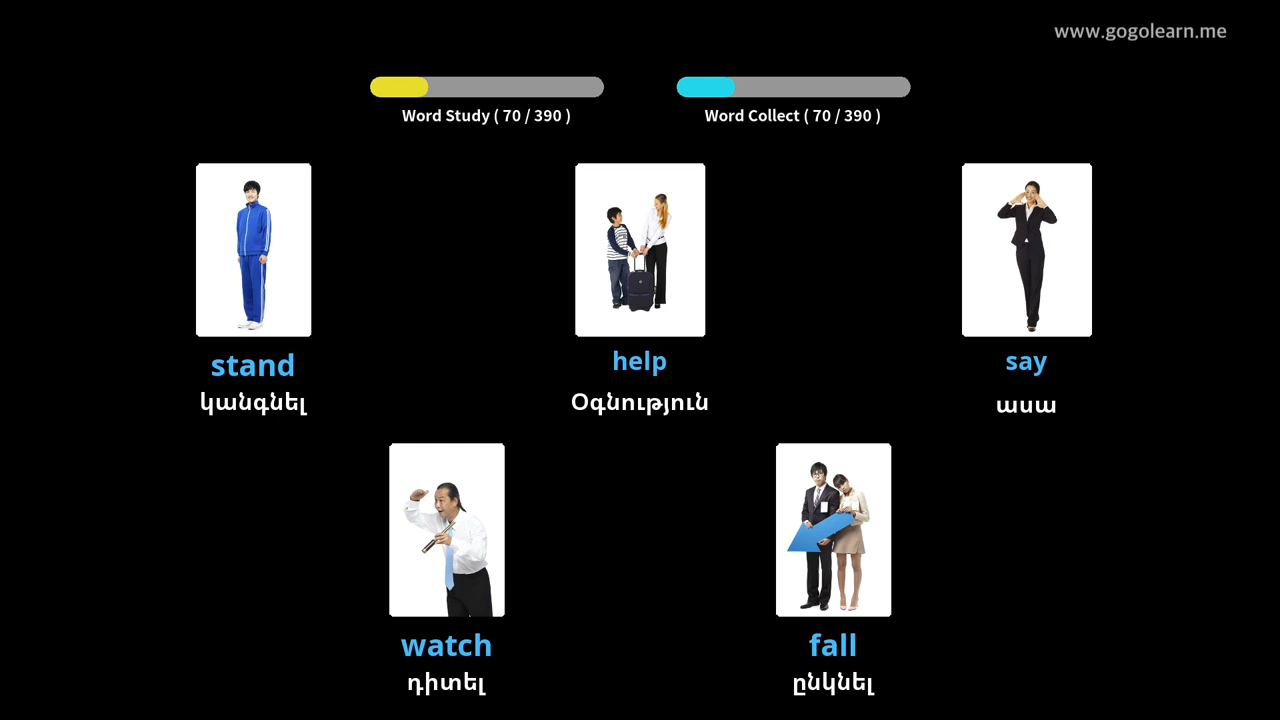 www.gogolearn.me
Word Study ( 70 / 390 )
Word Collect ( 70 / 390 )
stand
կանգնել
help
Օգնություն
say
ասա
watch
դիտել
fall
ընկնել